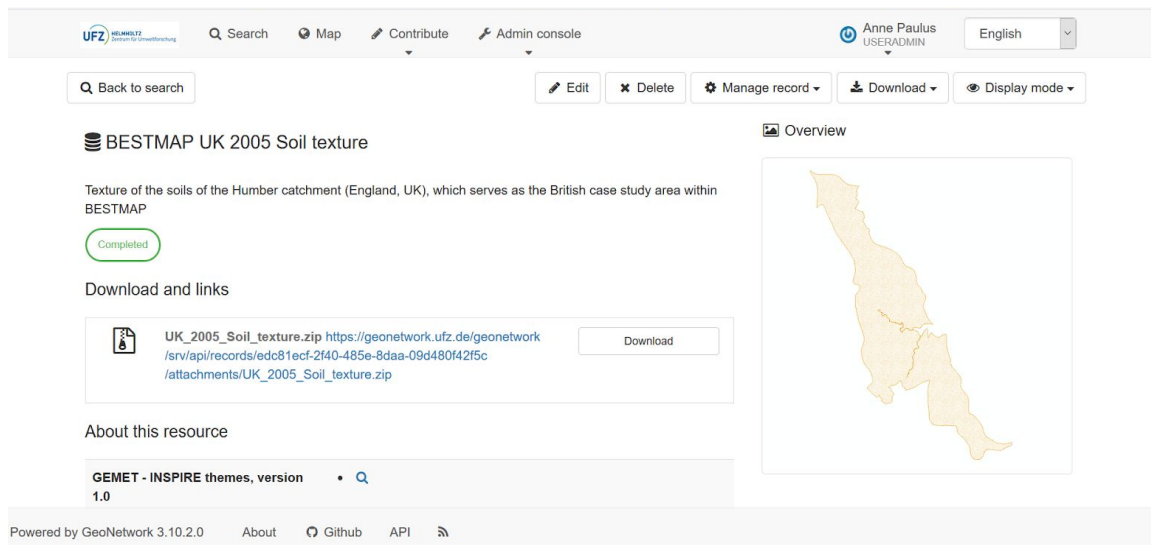 UFZ HELMHOLTZ
Zentrum für Umweltforschung
Search Map Contribute Admin console
Anne Paulus
USERADMIN
English
Back to search
Edit Delete Manage record Download Display mode
BESTMAP UK 2005 Soil texture
Texture of the soils of the Humber catchment (England, UK), which serves as the British case study area within
BESTMAP
Completed
Download and links
UK_2005_Soil_texture.zip https://geonetwork.ufz.de/geonetwork
/srv/api/records/edc81ecf-2f40-485e-8daa-09d480f42f5c
/attachments/UK_2005_Soil_texture.zip
Download
About this resource
GEMET - INSPIRE themes, version
1.0
Overview
Powered by GeoNetwork 3.10.2.0 About Github API